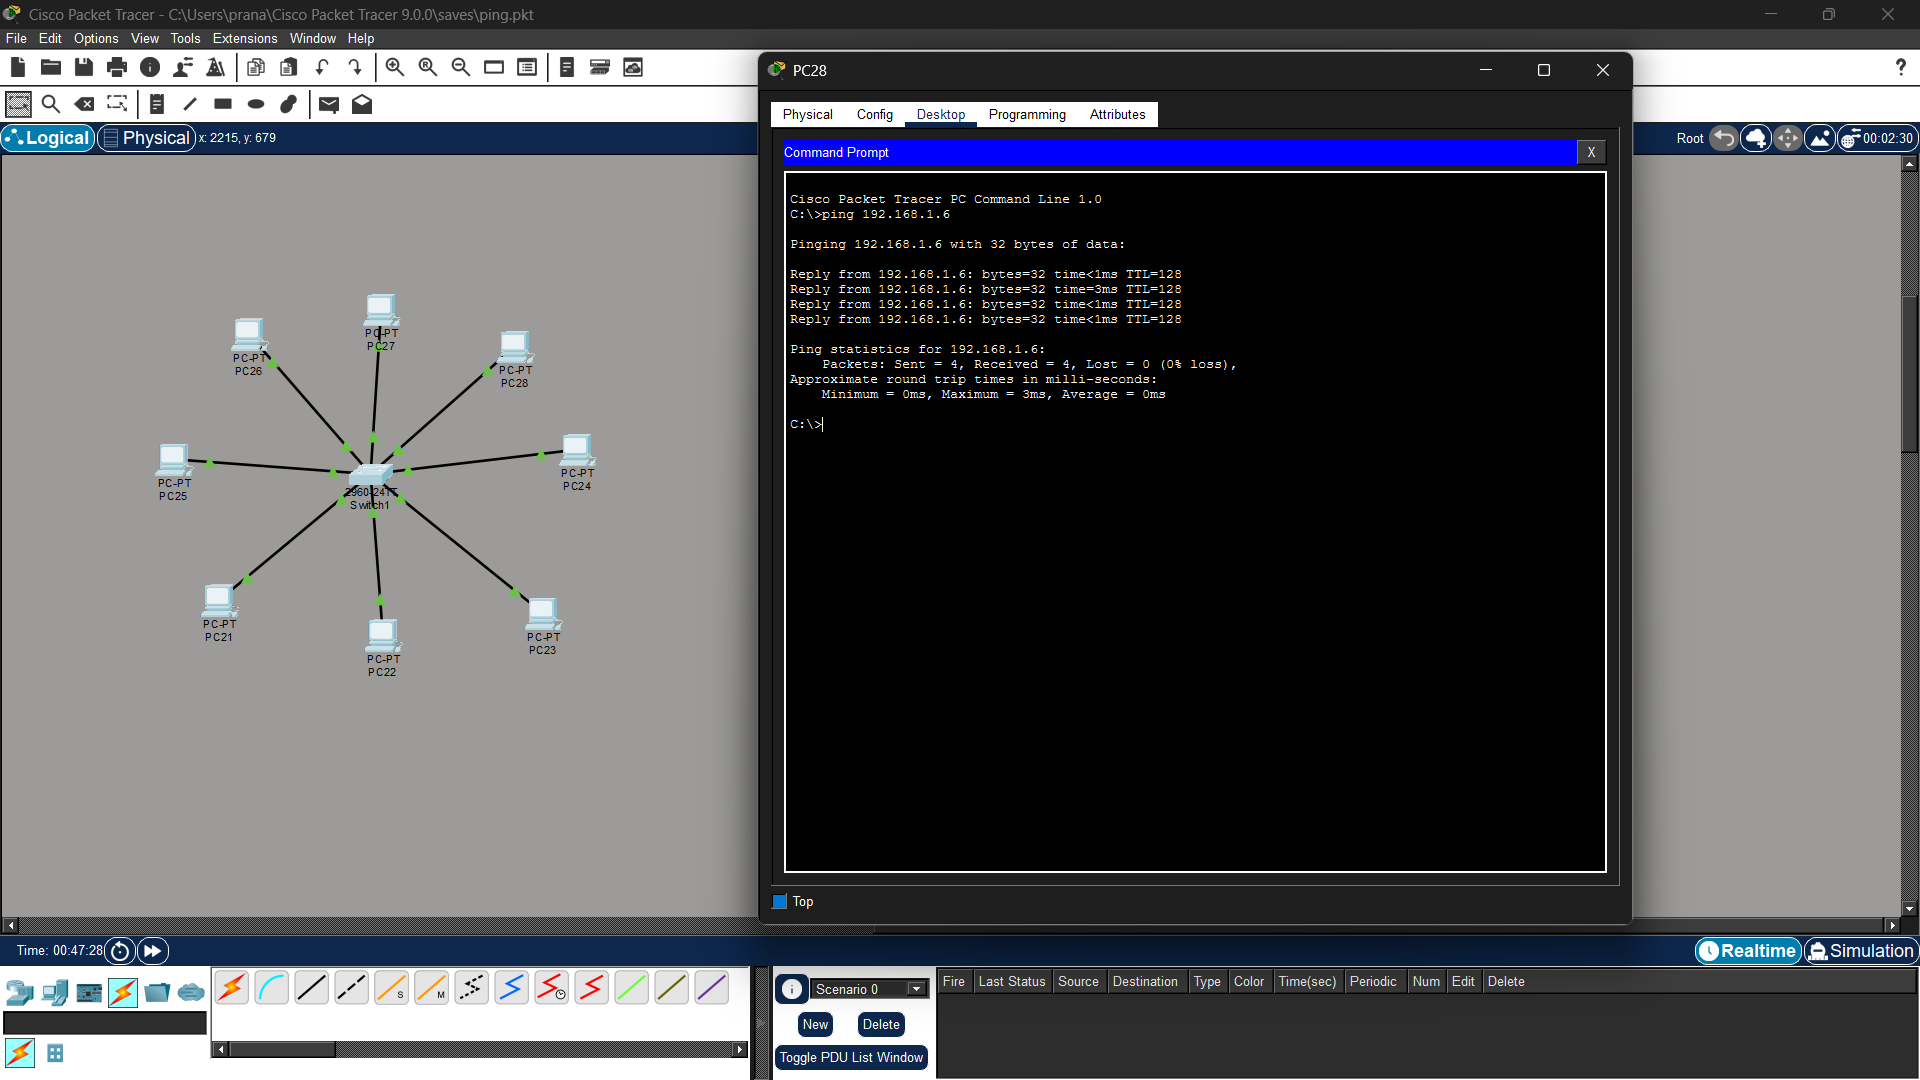 Cisco Packet Tracer - C:\Users\prana\Cisco Packet Tracer 9.0.0\saves\ping.pkt
File Edit Options View Tools Extensions Window Help
?
Logical Physical x: 2215, y: 679
Root 00:02:30
PC28
Physical Config Desktop Programming Attributes
Command Prompt X
Cisco Packet Tracer PC Command Line 1.0
C:\>ping 192.168.1.6
Pinging 192.168.1.6 with 32 bytes of data:
Reply from 192.168.1.6: bytes=32 time<1ms TTL=128
Reply from 192.168.1.6: bytes=32 time=3ms TTL=128
Reply from 192.168.1.6: bytes=32 time<1ms TTL=128
Reply from 192.168.1.6: bytes=32 time<1ms TTL=128
Ping statistics for 192.168.1.6:
Packets: Sent = 4, Received = 4, Lost = 0 (0% loss),
Approximate round trip times in milli-seconds:
Minimum = 0ms, Maximum = 3ms, Average = 0ms
C:\>
Top
PC-PT
PC27
PC-PT
PC26
PC-PT
PC28
PC-PT
PC25
PC-PT
PC24
2960-24TT
Switch1
PC-PT
PC21
PC-PT
PC22
PC-PT
PC23
Time: 00:47:28
Realtime Simulation
S M
Scenario 0
New Delete
Toggle PDU List Window
Fire Last Status Source Destination Type Color Time(sec) Periodic Num Edit Delete